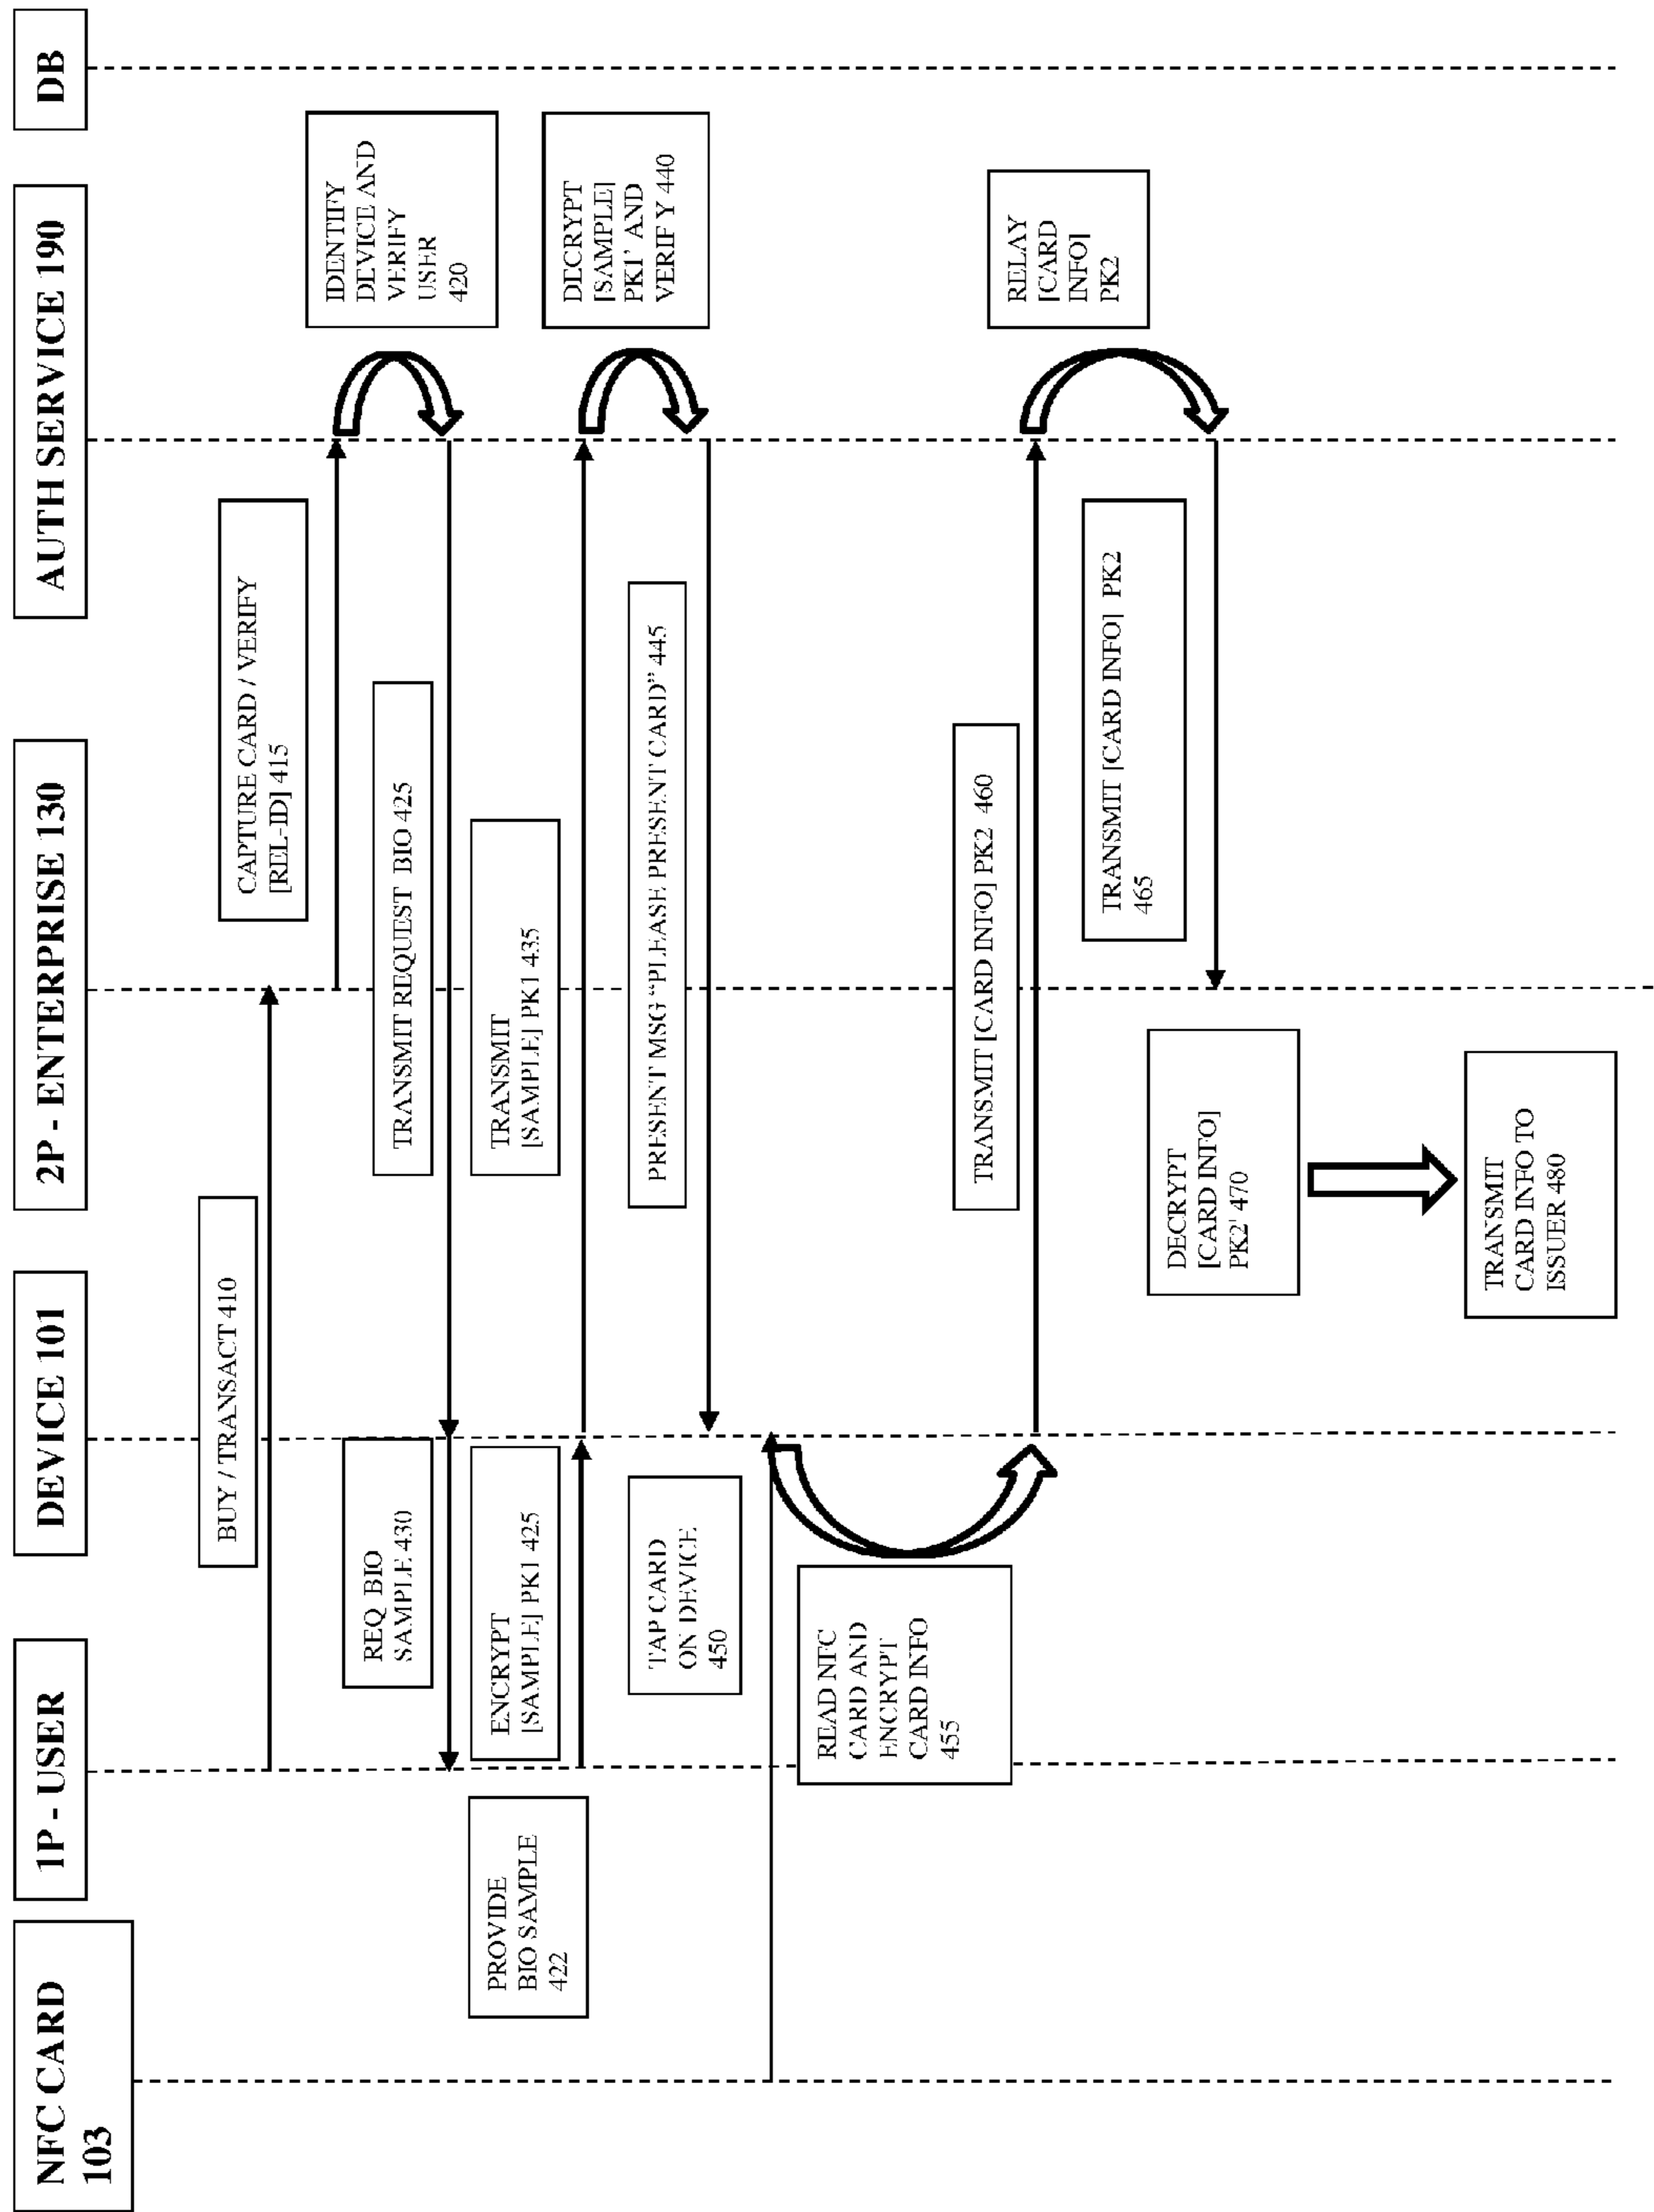 NFC CARD
103
1P - USER
DEVICE 101
2P - ENTERPRISE 130
AUTH SERVICE 190
DB
BUY / TRANSACT 410
CAPTURE CARD / VERIFY
[REL-ID] 415
IDENTIFY
DEVICE AND
VERIFY
USER
420
TRANSMIT REQUEST BIO 425
REQ BIO
SAMPLE 430
PROVIDE
BIO SAMPLE
422
ENCRYPT
[SAMPLE] PK1 425
TRANSMIT
[SAMPLE] PK1 435
DECRYPT
[SAMPLE]
PK1' AND
VERIFY 440
PRESENT MSG “PLEASE PRESENT CARD” 445
TAP CARD
ON DEVICE
450
READ NFC
CARD AND
ENCRYPT
CARD INFO
455
TRANSMIT [CARD INFO] PK2 460
RELAY
[CARD
INFO]
PK2
TRANSMIT [CARD INFO] PK2
465
DECRYPT
[CARD INFO]
PK2' 470
TRANSMIT
CARD INFO TO
ISSUER 480